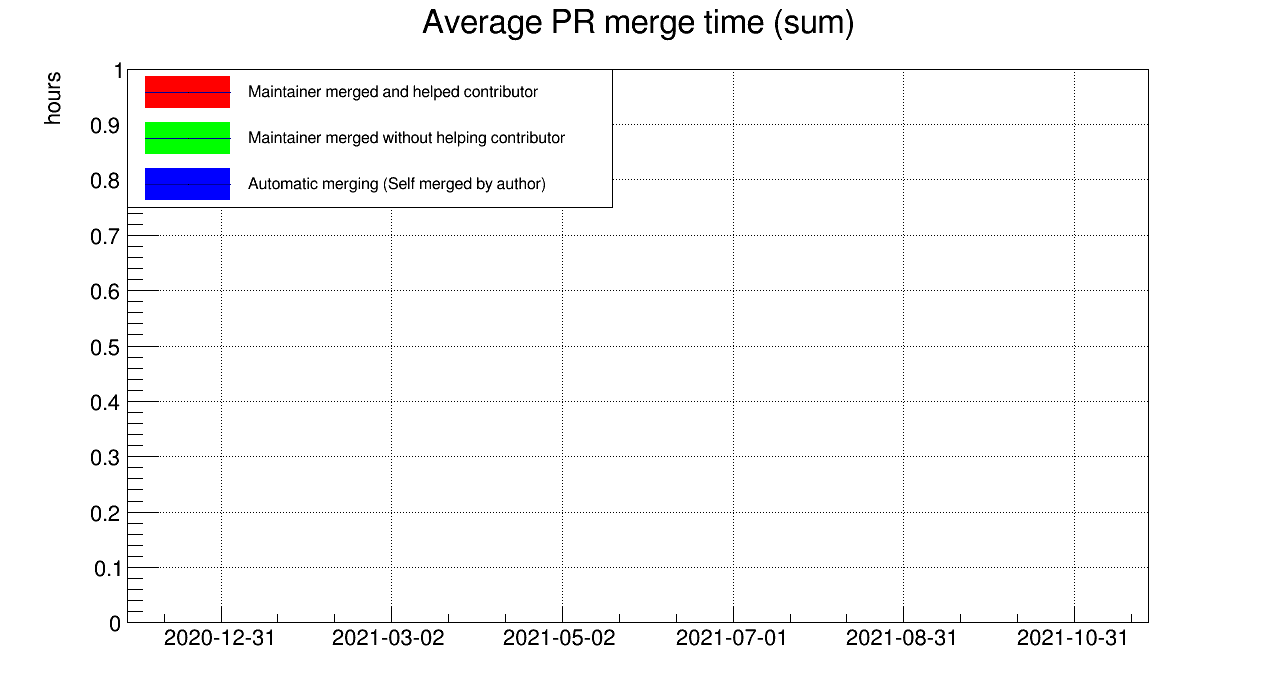 Average PR merge time (sum)
hours
1
0.9
0.8
0.7
0.6
0.5
0.4
0.3
0.2
0.1
0
Maintainer merged and helped contributor
Maintainer merged without helping contributor
Automatic merging (Self merged by author)
2020-12-31 2021-03-02 2021-05-02 2021-07-01 2021-08-31 2021-10-31